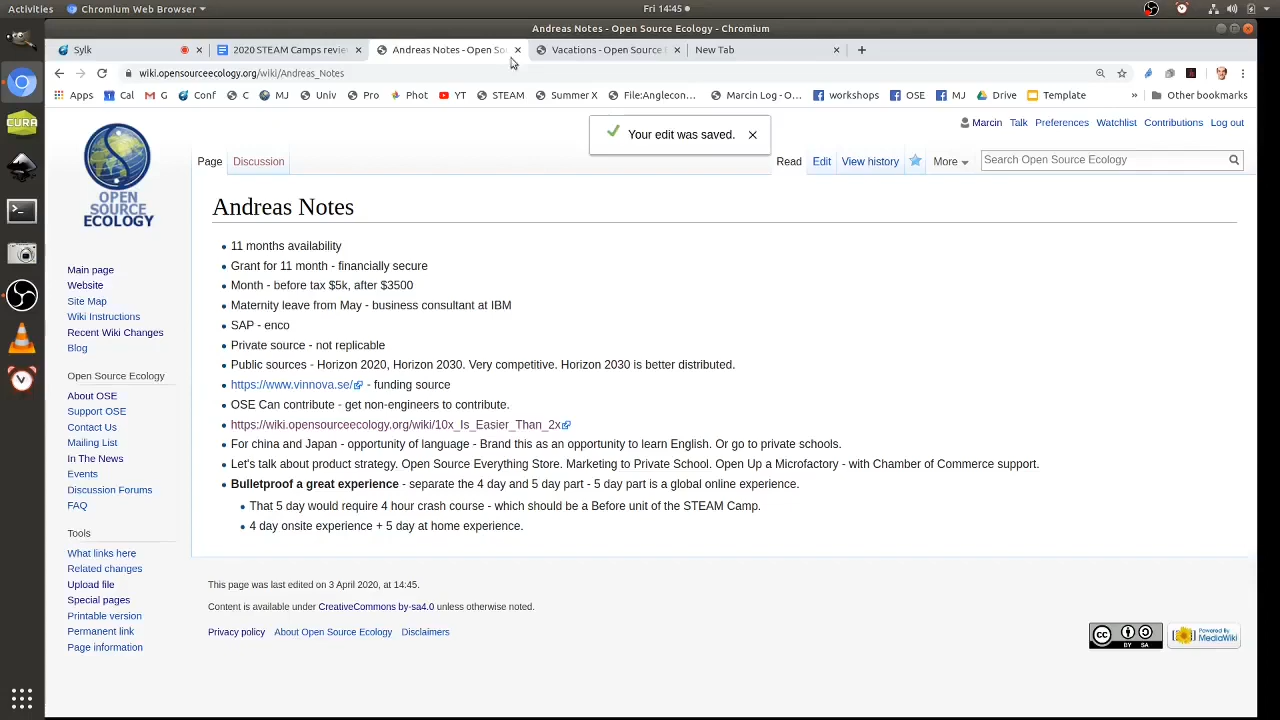 Activities
Chromium Web Browser
Fri 14:45
Andreas Notes - Open Source Ecology - Chromium
Sylk
2020 STEAM Camps revie
Andreas Notes - Open So
Vacations - Open Source E
New Tab
wiki.opensourceecology.org/wiki/Andreas_Notes
Apps
Cal
G
Conf
C
MJ
Univ
Pro
Phot
YT
STEAM
Summer X
File:Anglecon...
Marcin Log - O...
workshops
OSE
MJ
Drive
Template
»
Other bookmarks
Your edit was saved.
Marcin
Talk
Preferences
Watchlist
Contributions
Log out
Page
Discussion
Read
Edit
View history
More
Search Open Source Ecology
OPEN
SOURCE
ECOLOGY
Main page
Website
Site Map
Wiki Instructions
Recent Wiki Changes
Blog
Open Source Ecology
About OSE
Support OSE
Contact Us
Mailing List
In The News
Events
Discussion Forums
FAQ
Tools
What links here
Related changes
Upload file
Special pages
Printable version
Permanent link
Page information
Andreas Notes
11 months availability
Grant for 11 month - financially secure
Month - before tax $5k, after $3500
Maternity leave from May - business consultant at IBM
SAP - enco
Private source - not replicable
Public sources - Horizon 2020, Horizon 2030. Very competitive. Horizon 2030 is better distributed.
https://www.vinnova.se/ - funding source
OSE Can contribute - get non-engineers to contribute.
https://wiki.opensourceecology.org/wiki/10x_Is_Easier_Than_2x
For china and Japan - opportunity of language - Brand this as an opportunity to learn English. Or go to private schools.
Let's talk about product strategy. Open Source Everything Store. Marketing to Private School. Open Up a Microfactory - with Chamber of Commerce support.
Bulletproof a great experience - separate the 4 day and 5 day part - 5 day part is a global online experience.
That 5 day would require 4 hour crash course - which should be a Before unit of the STEAM Camp.
4 day onsite experience + 5 day at home experience.
This page was last edited on 3 April 2020, at 14:45.
Content is available under CreativeCommons by-sa4.0 unless otherwise noted.
Privacy policy
About Open Source Ecology
Disclaimers
CC
BY SA
Powered By
MediaWiki
CURA